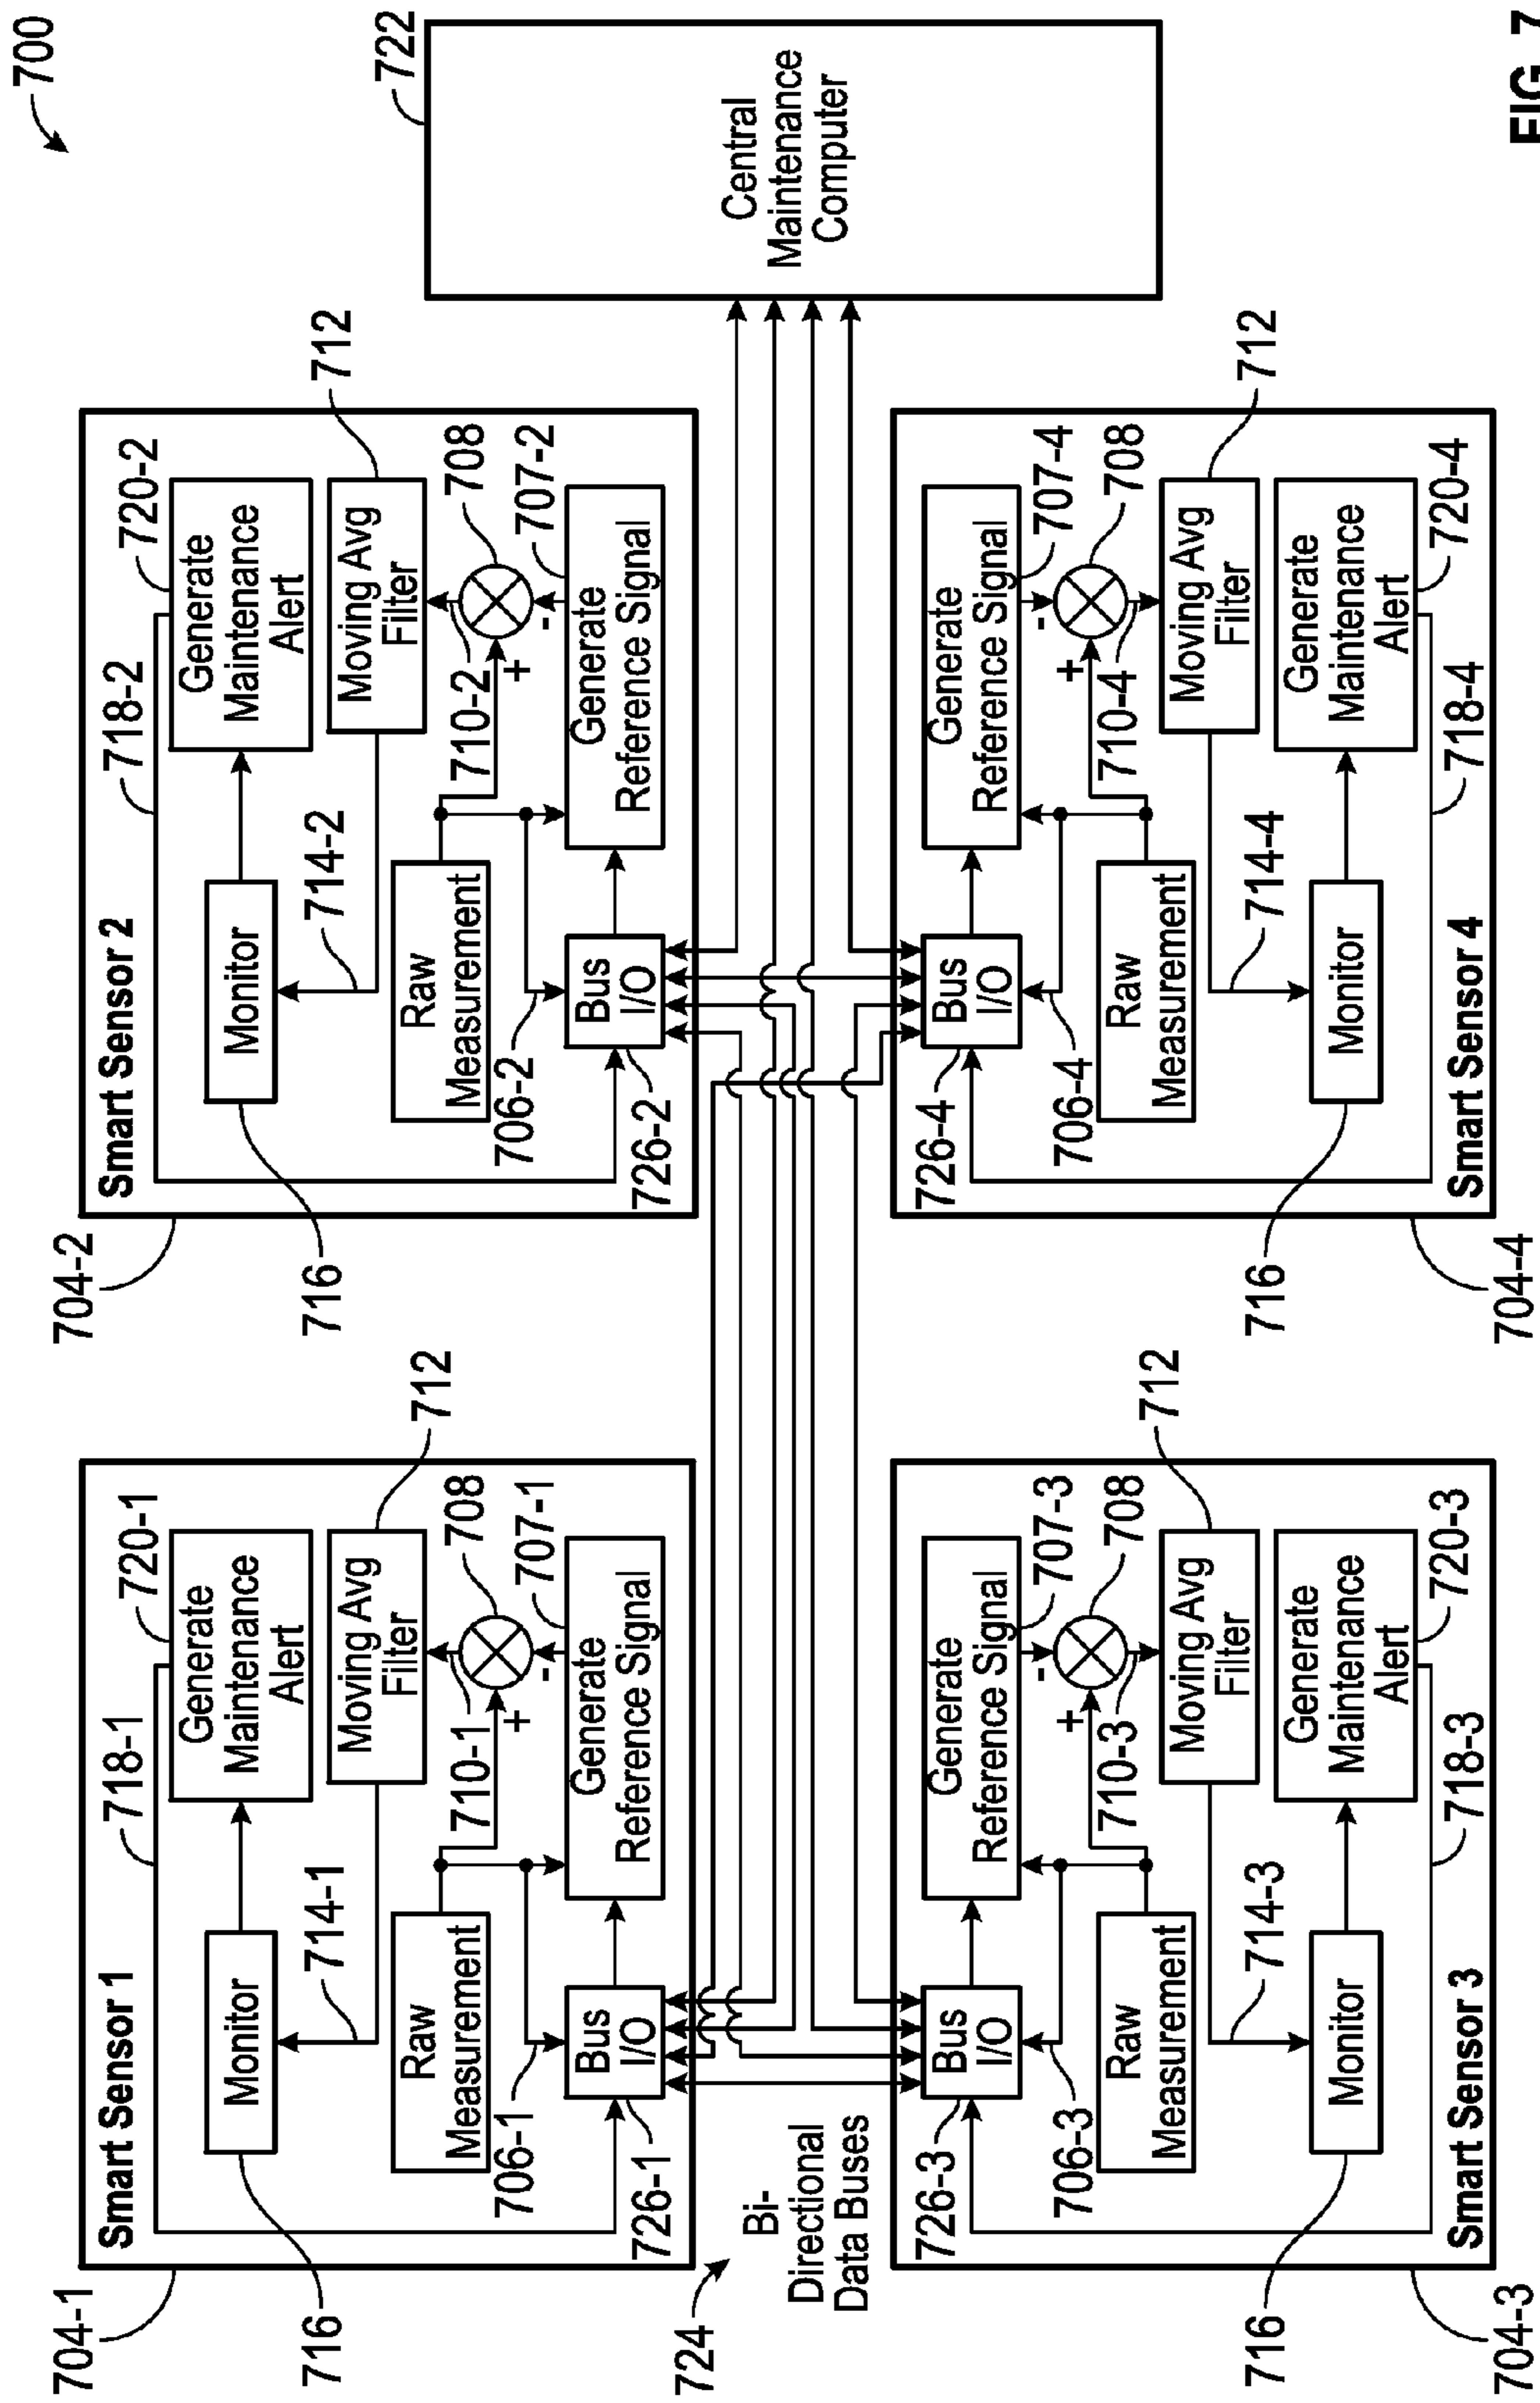 700
704-1
Smart Sensor 1
718-1
720-1
Generate
Maintenance
Alert
Monitor
716
714-1
Moving Avg
Filter
712
Raw
Measurement
710-1
708
+
-
706-1
707-1
Bus
I/O
Generate
Reference Signal
726-1
704-2
Smart Sensor 2
718-2
720-2
Generate
Maintenance
Alert
Monitor
716
714-2
Moving Avg
Filter
712
Raw
Measurement
710-2
708
+
-
706-2
707-2
Bus
I/O
Generate
Reference Signal
726-2
722
Central
Maintenance
Computer
724
Bi-
Directional
Data Buses
726-3
Bus
I/O
Generate
Reference Signal
707-3
706-3
-
+
708
710-3
Raw
Measurement
Moving Avg
Filter
712
714-3
Monitor
716
Generate
Maintenance
Alert
720-3
718-3
Smart Sensor 3
704-3
726-4
Bus
I/O
Generate
Reference Signal
707-4
706-4
-
+
708
710-4
Raw
Measurement
Moving Avg
Filter
712
714-4
Monitor
716
Generate
Maintenance
Alert
720-4
718-4
Smart Sensor 4
704-4
FIG. 7